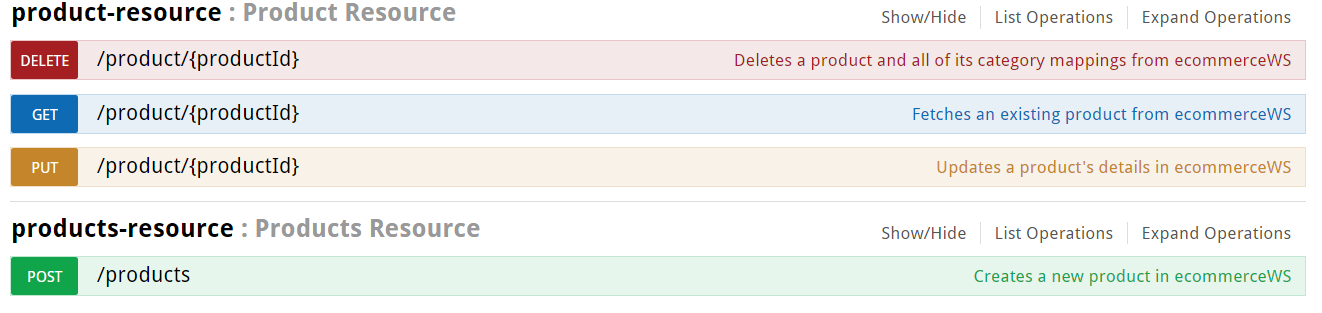 product-resource : Product Resource Show/Hide List Operations Expand Operations
DELETE /product/{productId} Deletes a product and all of its category mappings from ecommerceWS
GET /product/{productId} Fetches an existing product from ecommerceWS
PUT /product/{productId} Updates a product's details in ecommerceWS
products-resource : Products Resource Show/Hide List Operations Expand Operations
POST /products Creates a new product in ecommerceWS